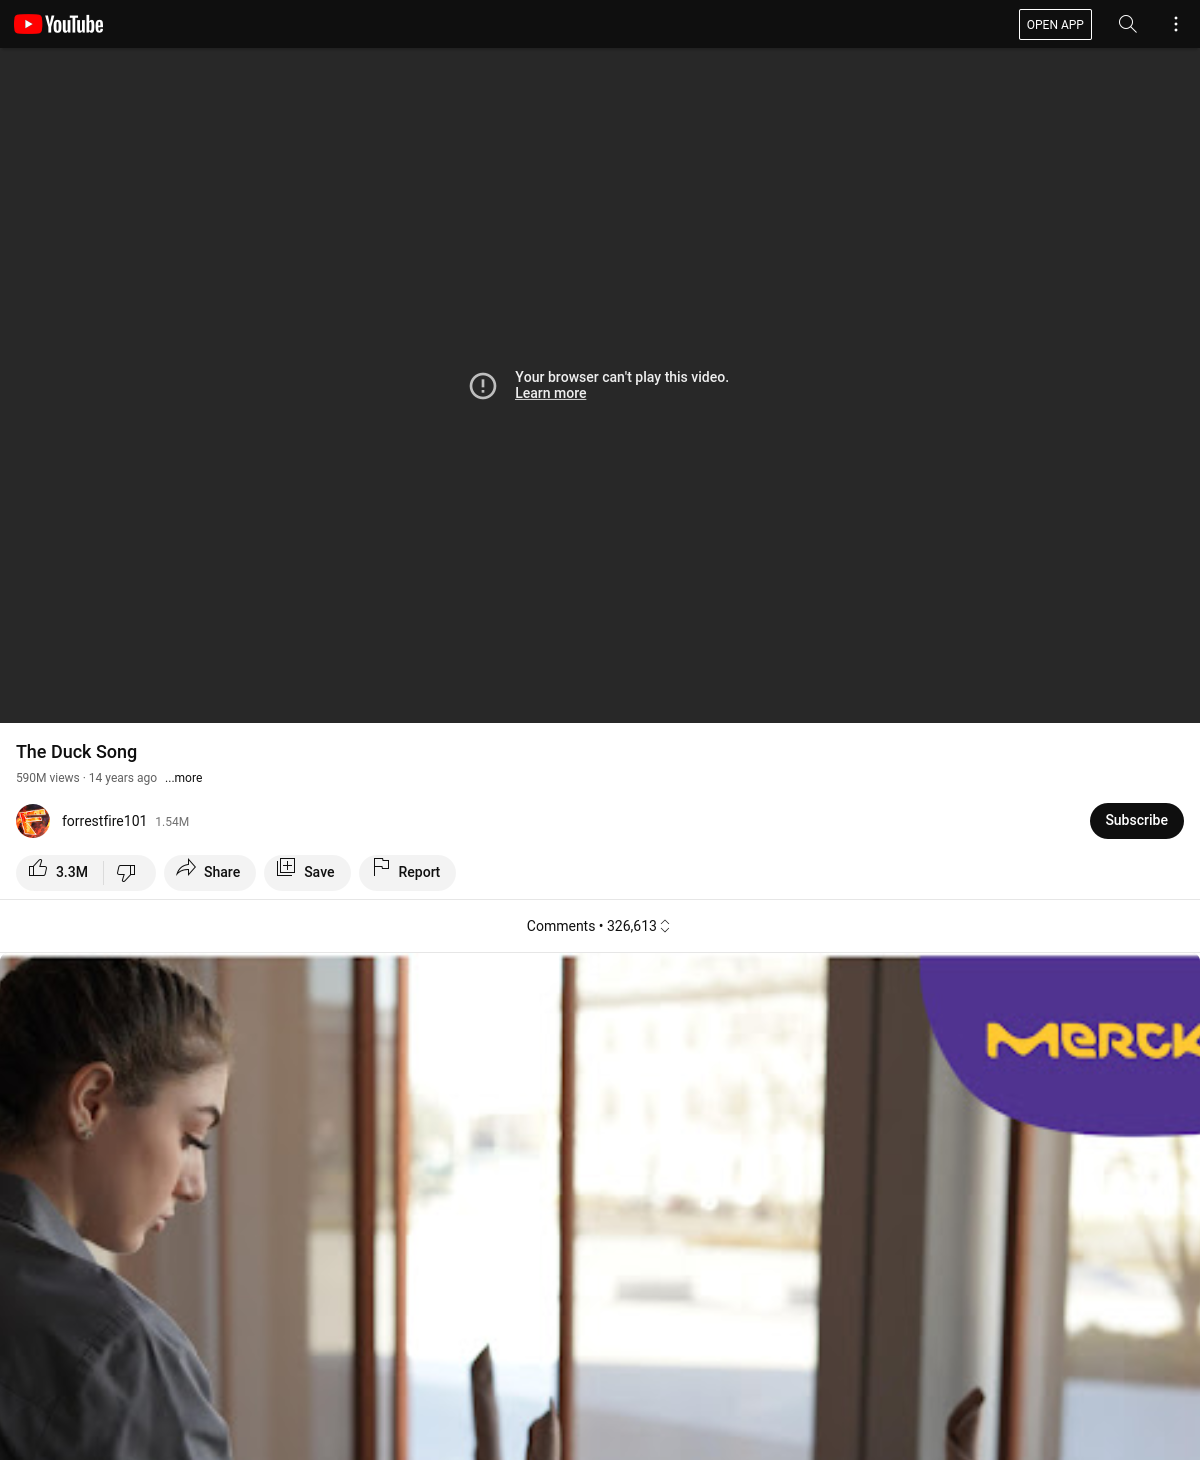 YouTube
OPEN APP
Your browser can't play this video.
Learn more
The Duck Song
590M views · 14 years ago ...more
forrestfire101 1.54M
Subscribe
3.3M
Share
Save
Report
Comments • 326,613
MERCK